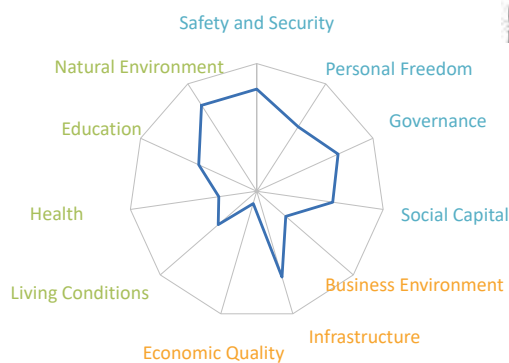 Safety and Security
Natural Environment
Personal Freedom
Education
Governance
Health
Social Capital
Living Conditions
Business Environment
Infrastructure
Economic Quality